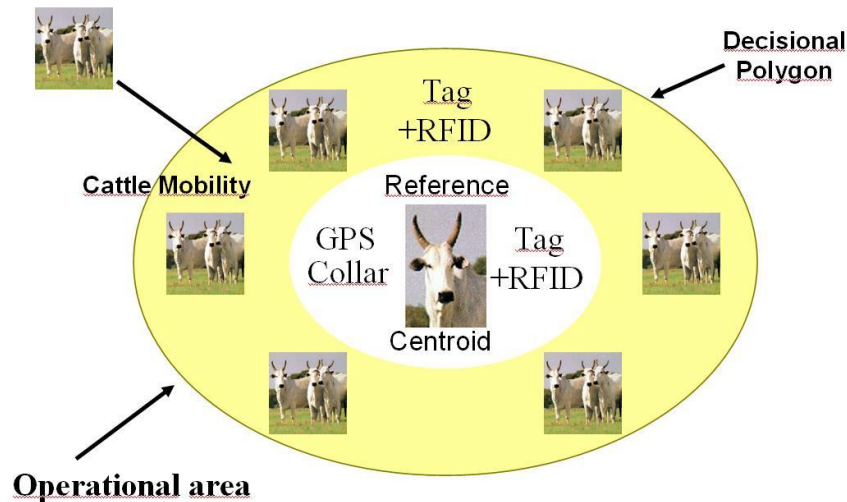 Decisional
Polygon
Tag
+RFID
Cattle Mobility
Reference
GPS
Collar
Tag
+RFID
Centroid
Operational area